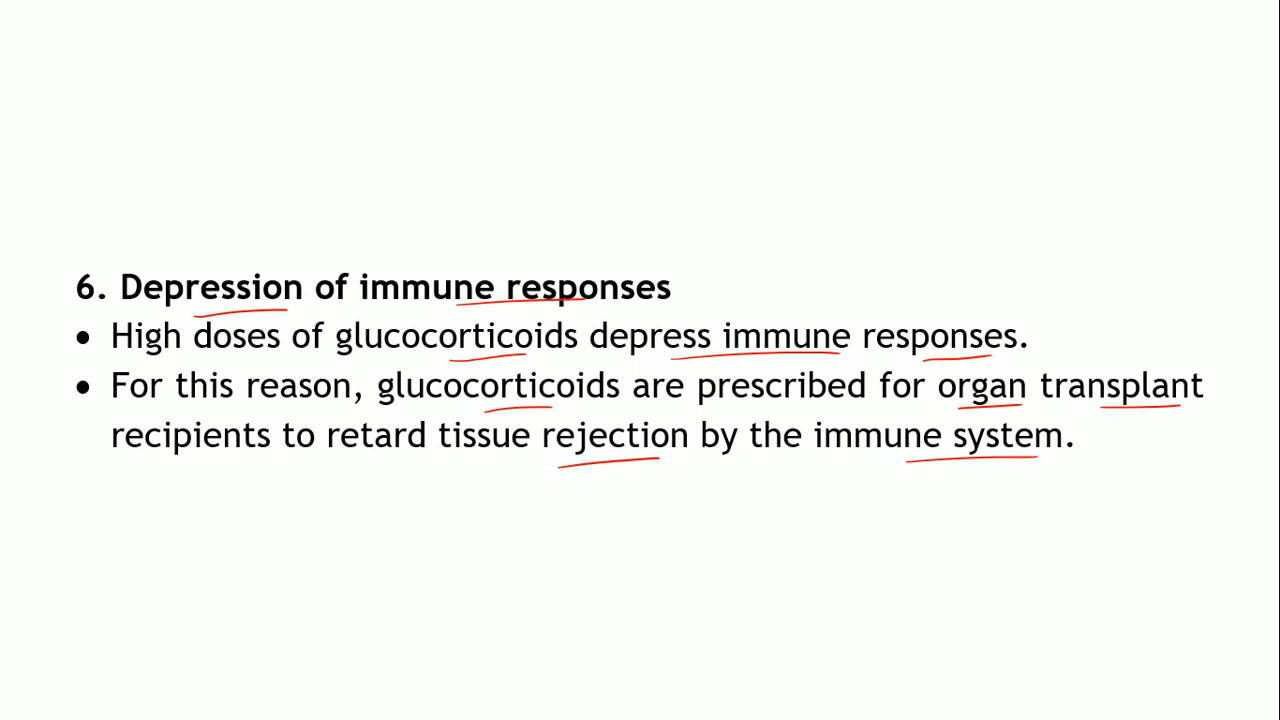 6. Depression of immune responses
• High doses of glucocorticoids depress immune responses.
• For this reason, glucocorticoids are prescribed for organ transplant
recipients to retard tissue rejection by the immune system.